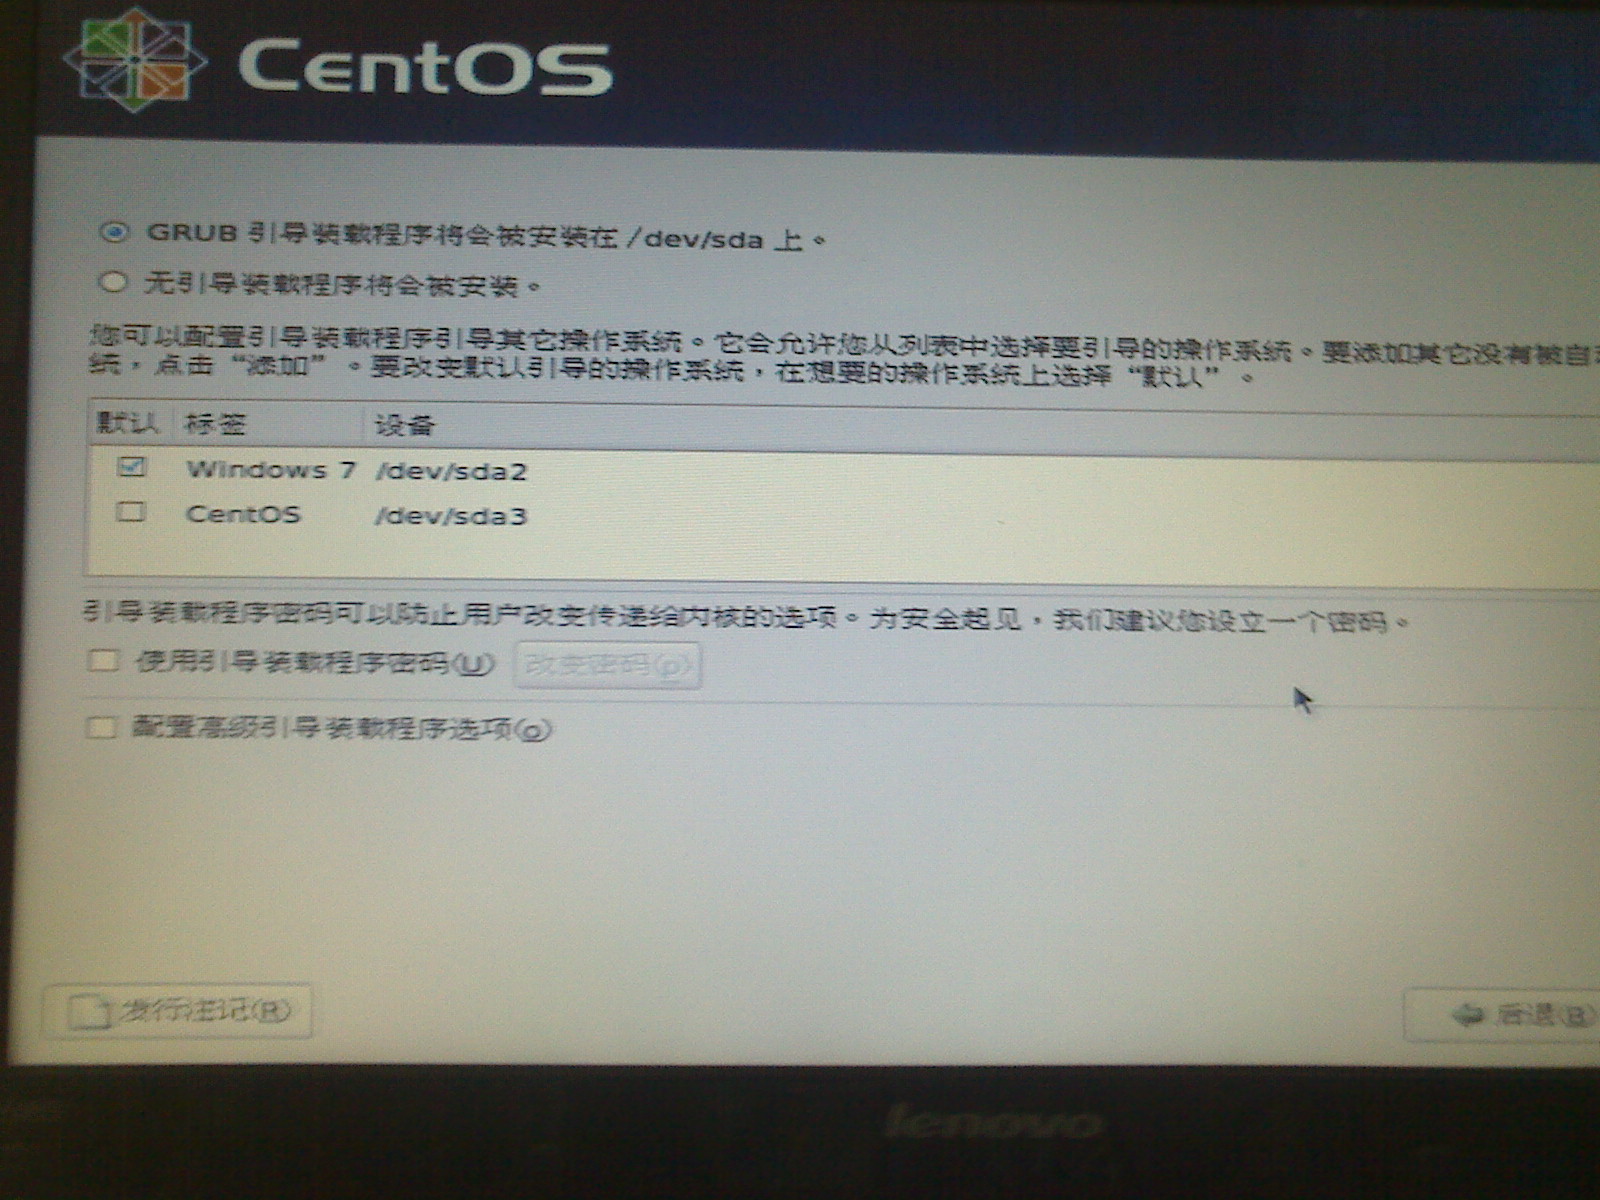 CentOS
GRUB 引导装载程序将会被安装在 /dev/sda 上。
无引导装载程序将会被安装。
您可以配置引导装载程序引导其它操作系统。它会允许您从列表中选择要引导的操作系统。要添加其它没有被自
统，点击“添加”。要改变默认引导的操作系统，在想要的操作系统上选择“默认”。
默认 标签 设备
Windows 7 /dev/sda2
CentOS /dev/sda3
引导装载程序密码可以防止用户改变传递给内核的选项。为安全起见，我们建议您设立一个密码。
使用引导装载程序密码(U) 改变密码(p)
配置高级引导装载程序选项(o)
发行注记(R) 后退(B)
lenovo